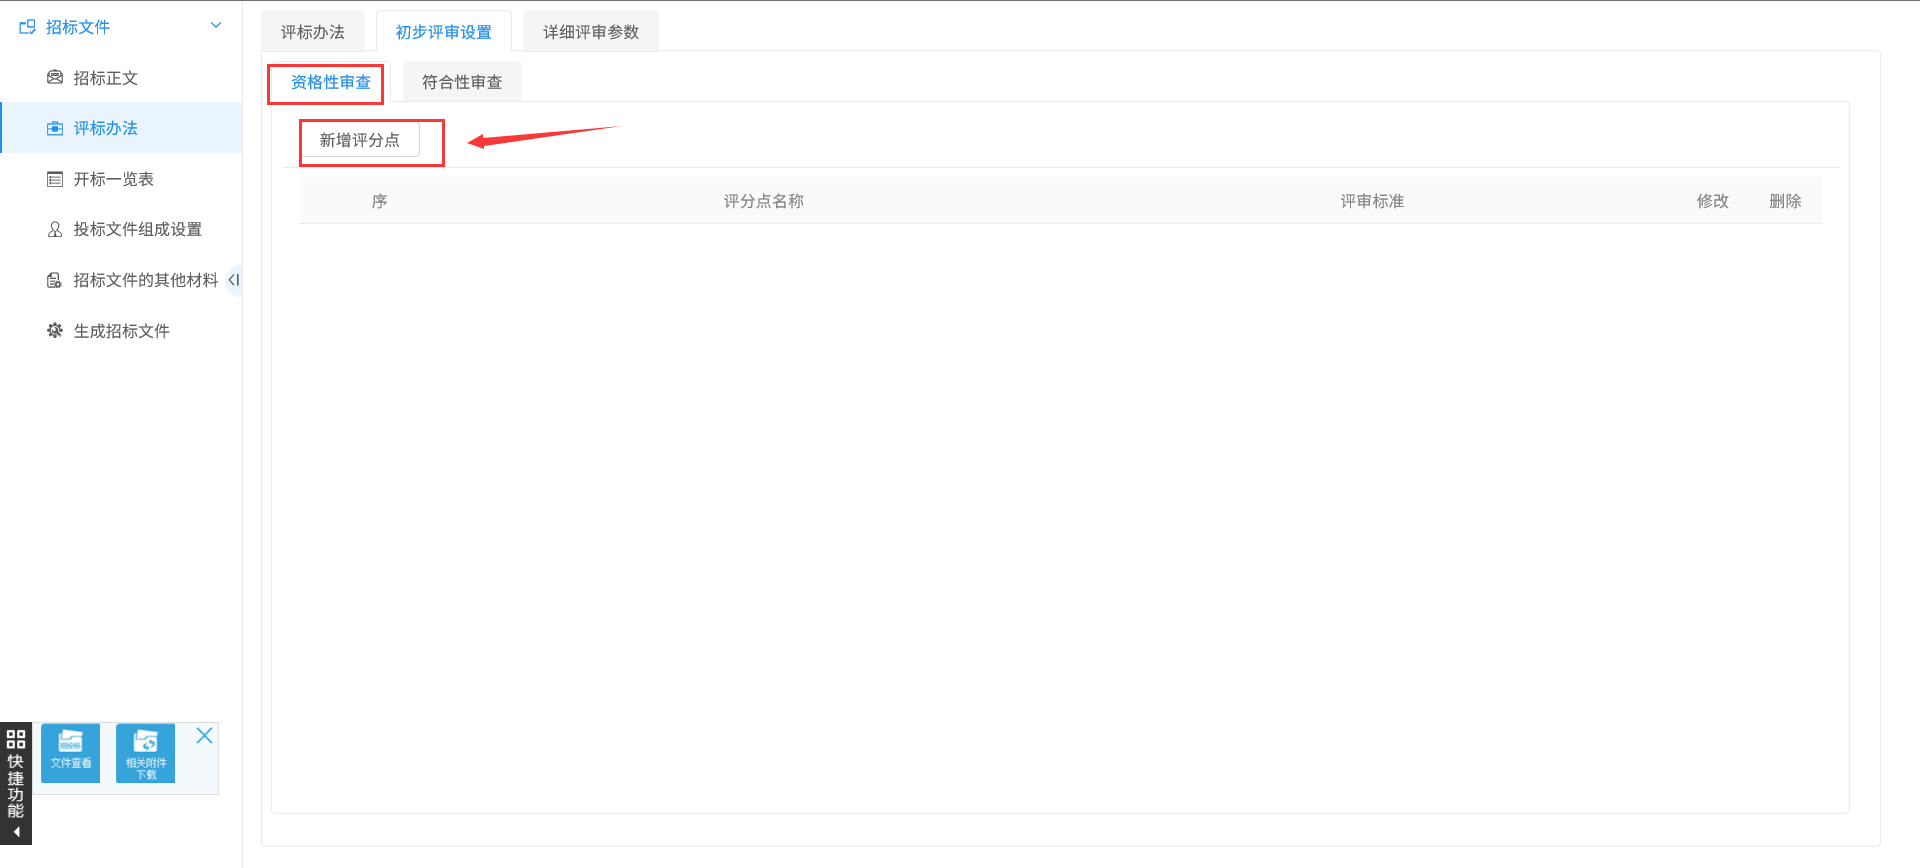 招标文件
招标正文
评标办法
开标一览表
投标文件组成设置
招标文件的其他材料
生成招标文件
评标办法 初步评审设置 详细评审参数
资格性审查 符合性审查
新增评分点
序 评分点名称 评审标准 修改 删除
快捷功能
文件查看
相关附件
下载